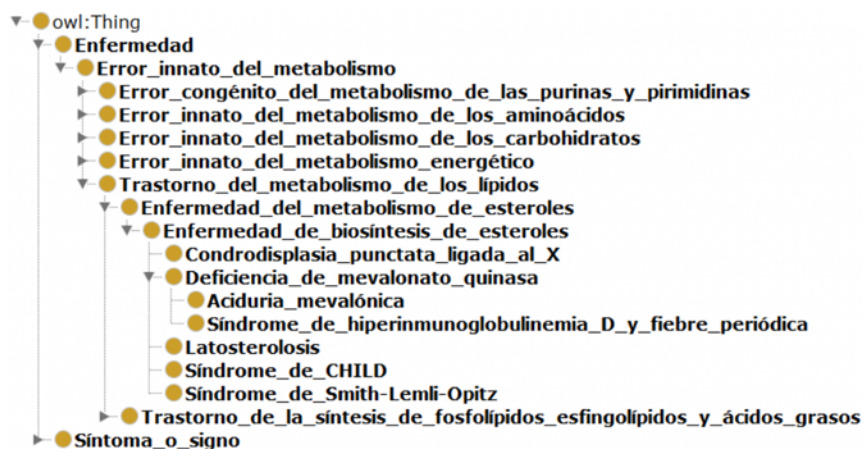 owl:Thing
Enfermedad
Error_innato_del_metabolismo
Error_congénito_del_metabolismo_de_las_purinas_y_pirimidinas
Error_innato_del_metabolismo_de_los_aminoácidos
Error_innato_del_metabolismo_de_los_carbohidratos
Error_innato_del_metabolismo_energético
Trastorno_del_metabolismo_de_los_lípidos
Enfermedad_del_metabolismo_de_esteroles
Enfermedad_de_biosíntesis_de_esteroles
Condrodisplasia_punctata_ligada_al_X
Deficiencia_de_mevalonato_quinasa
Aciduria_mevalónica
Síndrome_de_hiperinmunoglobulinemia_D_y_fiebre_periódica
Latosterolosis
Síndrome_de_CHILD
Síndrome_de_Smith-Lemli-Opitz
Trastorno_de_la_síntesis_de_fosfolípidos_esfingolípidos_y_ácidos_grasos
Síntoma_o_signo